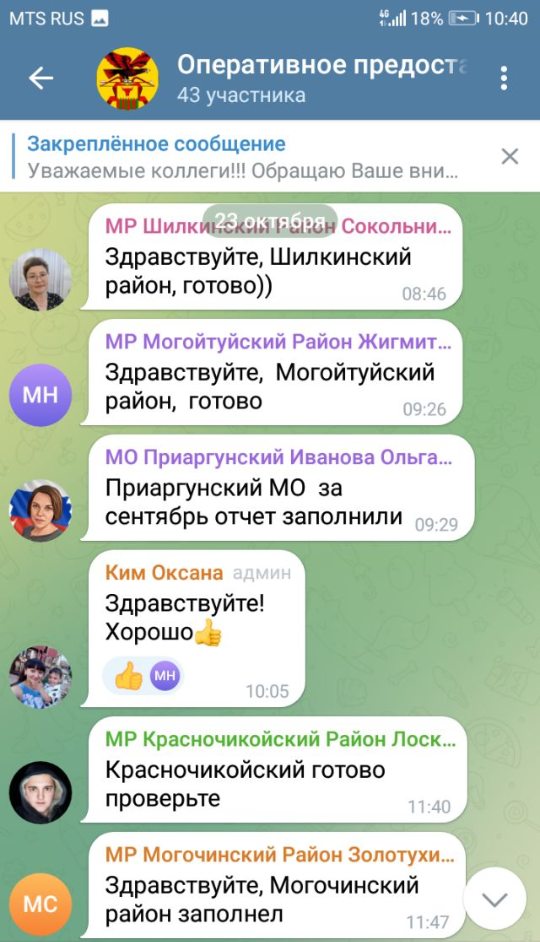 MTS RUS 4G 18% 10:40
Оперативное предост
43 участника
Закреплённое сообщение
Уважаемые коллеги!!! Обращаю Ваше вни...
23 октября
МР Шилкинский Район Сокольни...
Здравствуйте, Шилкинский
район, готово))
08:46
МР Могойтуйский Район Жигмит...
МН
Здравствуйте, Могойтуйский
район, готово
09:26
МО Приаргунский Иванова Ольга...
Приаргунский МО за
сентябрь отчет заполнили
09:29
Ким Оксана админ
Здравствуйте!
Хорошо👍
👍 МН
10:05
МР Красночикойский Район Лоск...
Красночикойский готово
проверьте
11:40
МР Могочинский Район Золотухи...
МС
Здравствуйте, Могочинский
район заполнел
11:47